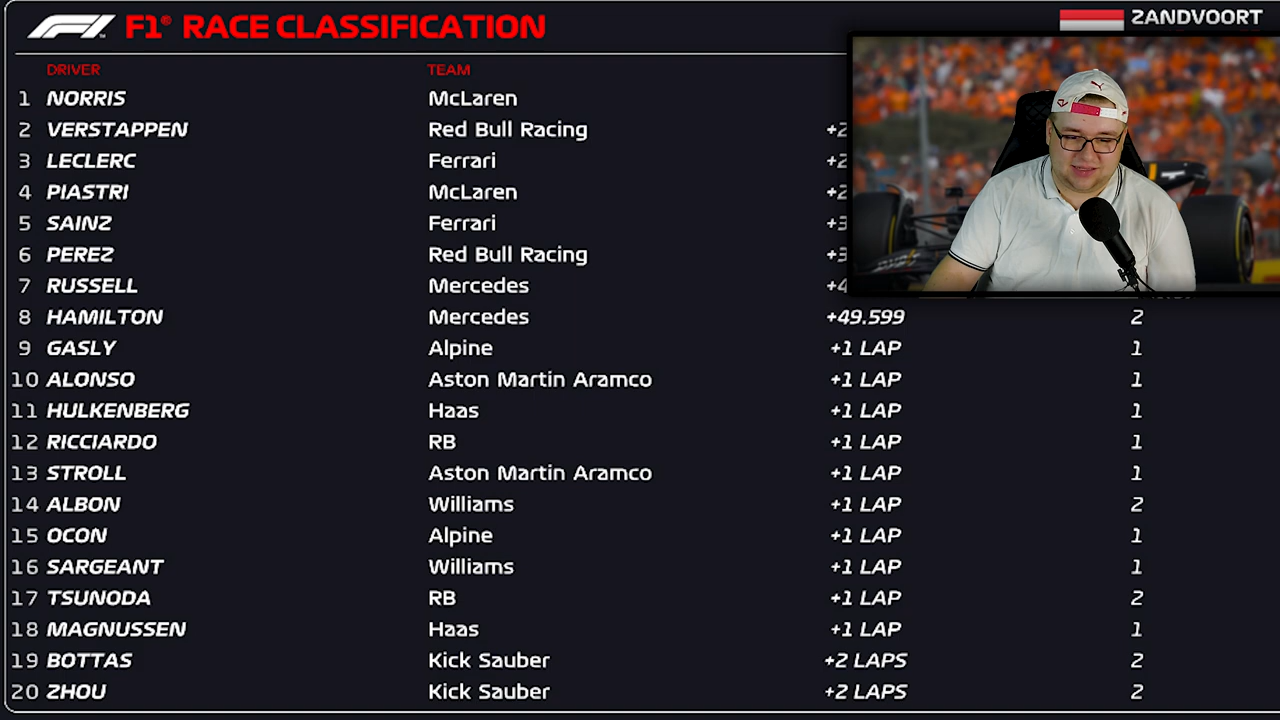 F1 F1® RACE CLASSIFICATION ZANDVOORT
DRIVER TEAM
1 NORRIS McLaren
2 VERSTAPPEN Red Bull Racing
3 LECLERC Ferrari
4 PIASTRI McLaren
5 SAINZ Ferrari
6 PEREZ Red Bull Racing
7 RUSSELL Mercedes
8 HAMILTON Mercedes +49.599 2
9 GASLY Alpine +1 LAP 1
10 ALONSO Aston Martin Aramco +1 LAP 1
11 HULKENBERG Haas +1 LAP 1
12 RICCIARDO RB +1 LAP 1
13 STROLL Aston Martin Aramco +1 LAP 1
14 ALBON Williams +1 LAP 2
15 OCON Alpine +1 LAP 1
16 SARGEANT Williams +1 LAP 1
17 TSUNODA RB +1 LAP 2
18 MAGNUSSEN Haas +1 LAP 1
19 BOTTAS Kick Sauber +2 LAPS 2
20 ZHOU Kick Sauber +2 LAPS 2